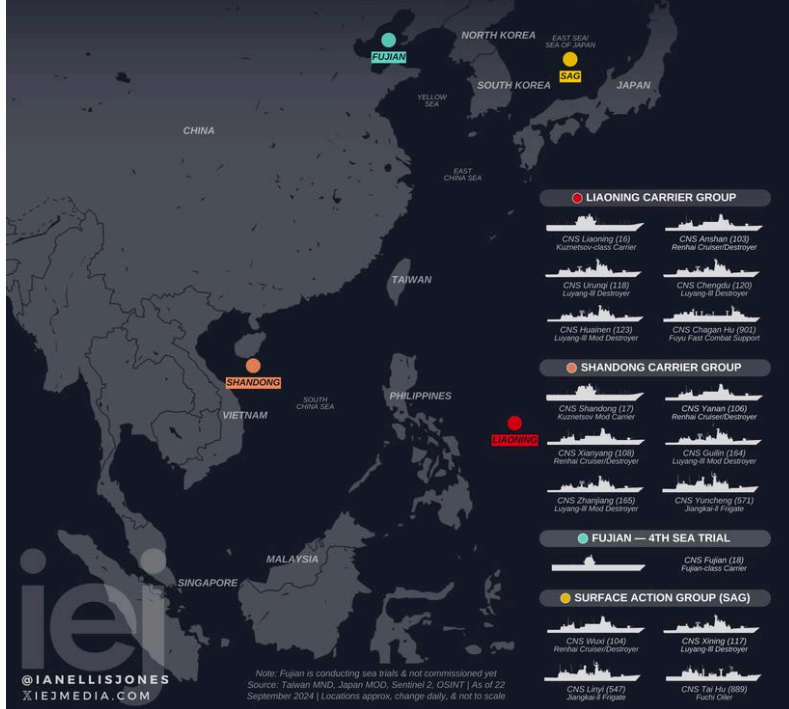 NORTH KOREA
EAST SEA/
SEA OF JAPAN
FUJIAN
SAG
SOUTH KOREA
JAPAN
YELLOW
SEA
CHINA
EAST
CHINA SEA
TAIWAN
SHANDONG
SOUTH
CHINA SEA
VIETNAM
PHILIPPINES
LIAONING
MALAYSIA
SINGAPORE
LIAONING CARRIER GROUP
CNS Liaoning (16)
Kuznetsov-class Carrier
CNS Anshan (103)
Renhai Cruiser/Destroyer
CNS Urunqi (118)
Luyang-III Destroyer
CNS Chengdu (120)
Luyang-III Destroyer
CNS Huainen (123)
Luyang-III Mod Destroyer
CNS Chagan Hu (901)
Fuyu Fast Combat Support
SHANDONG CARRIER GROUP
CNS Shandong (17)
Kuznetsov Mod Carrier
CNS Yanan (106)
Renhai Cruiser/Destroyer
CNS Xianyang (108)
Renhai Cruiser/Destroyer
CNS Guilin (164)
Luyang-III Mod Destroyer
CNS Zhanjiang (165)
Luyang-III Mod Destroyer
CNS Yuncheng (571)
Jiangkai-II Frigate
FUJIAN — 4TH SEA TRIAL
CNS Fujian (18)
Fujian-class Carrier
SURFACE ACTION GROUP (SAG)
CNS Wuxi (104)
Renhai Cruiser/Destroyer
CNS Xining (117)
Luyang-III Destroyer
CNS Linyi (547)
Jiangkai-II Frigate
CNS Tai Hu (889)
Fuchi Oiler
iej
@IANELLISJONES
XIEJMEDIA.COM
Note: Fujian is conducting sea trials & not commissioned yet
Source: Taiwan MND, Japan MOD, Sentinel 2, OSINT | As of 22
September 2024 | Locations approx, change daily, & not to scale